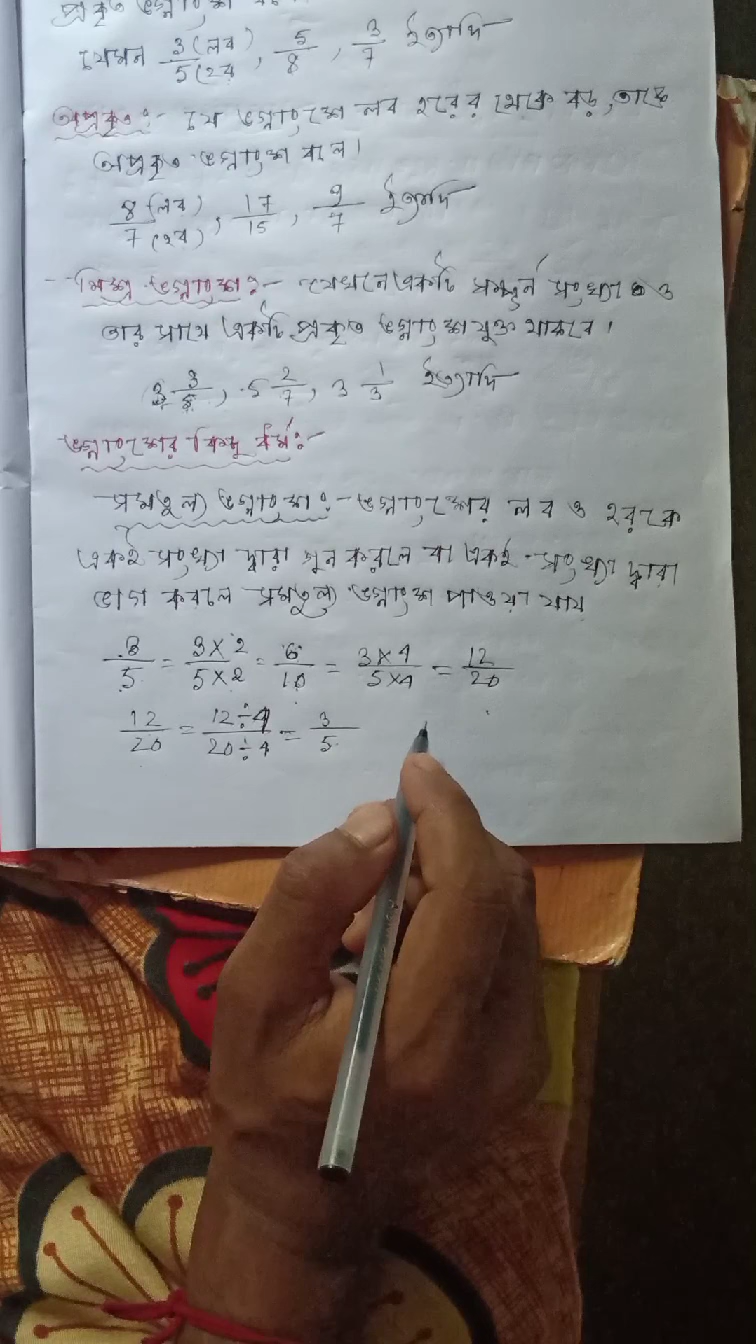 প্রকৃত ভগ্নাংশ
যেমন 3(লব)/5(হর), 5/8, 3/7 ইত্যাদি
অপ্রকৃত:- যে ভগ্নাংশে লব হরের থেকে বড়, তাকে
অপ্রকৃত ভগ্নাংশ বলে।
8(লব)/7(হর), 17/15, 9/7 ইত্যাদি
মিশ্র ভগ্নাংশ:- যেখানে একটি সম্পূর্ন সংখ্যা ও
তার সাথে একটি প্রকৃত ভগ্নাংশ যুক্ত থাকবে।
3 3/5, 5 2/7, 3 1/3 ইত্যাদি
ভগ্নাংশের কিছু ধর্ম:-
সমতুল্য ভগ্নাংশ:- ভগ্নাংশের লব ও হরকে
একই সংখ্যা দ্বারা গুন করলে বা একই সংখ্যা দ্বারা
ভাগ করলে সমতুল্য ভগ্নাংশ পাওয়া যায়
3/5 = 3×2/5×2 = 6/10 = 3×4/5×4 = 12/20
12/20 = 12÷4/20÷4 = 3/5